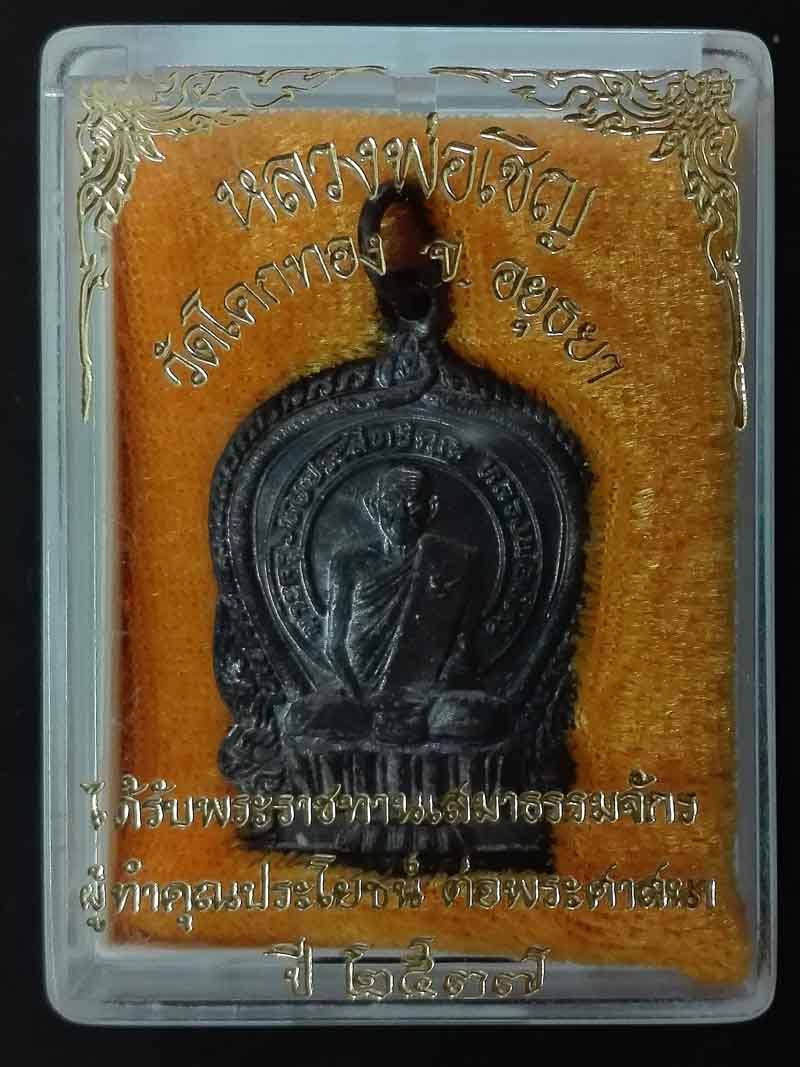 หลวงพ่อเชิญ
วัดโคกทอง จ. อยุธยา
ได้รับพระราชทานเสมาธรรมจักร
ผู้ทำคุณประโยชน์ ต่อพระศาสนา
ปี ๒๕๓๗